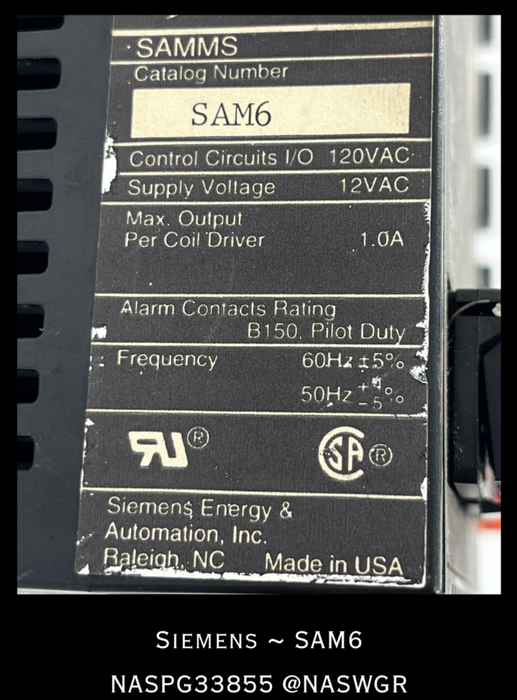 SAMMS
Catalog Number
SAM6
Control Circuits I/O 120VAC
Supply Voltage 12VAC
Max. Output
Per Coil Driver 1.0A
Alarm Contacts Rating
B150, Pilot Duty
Frequency 60Hz ±5%
50Hz
RU®
SA®
Siemens Energy &
Automation, Inc.
Raleigh, NC Made in USA
SIEMENS ~ SAM6
NASPG33855 @NASWGR